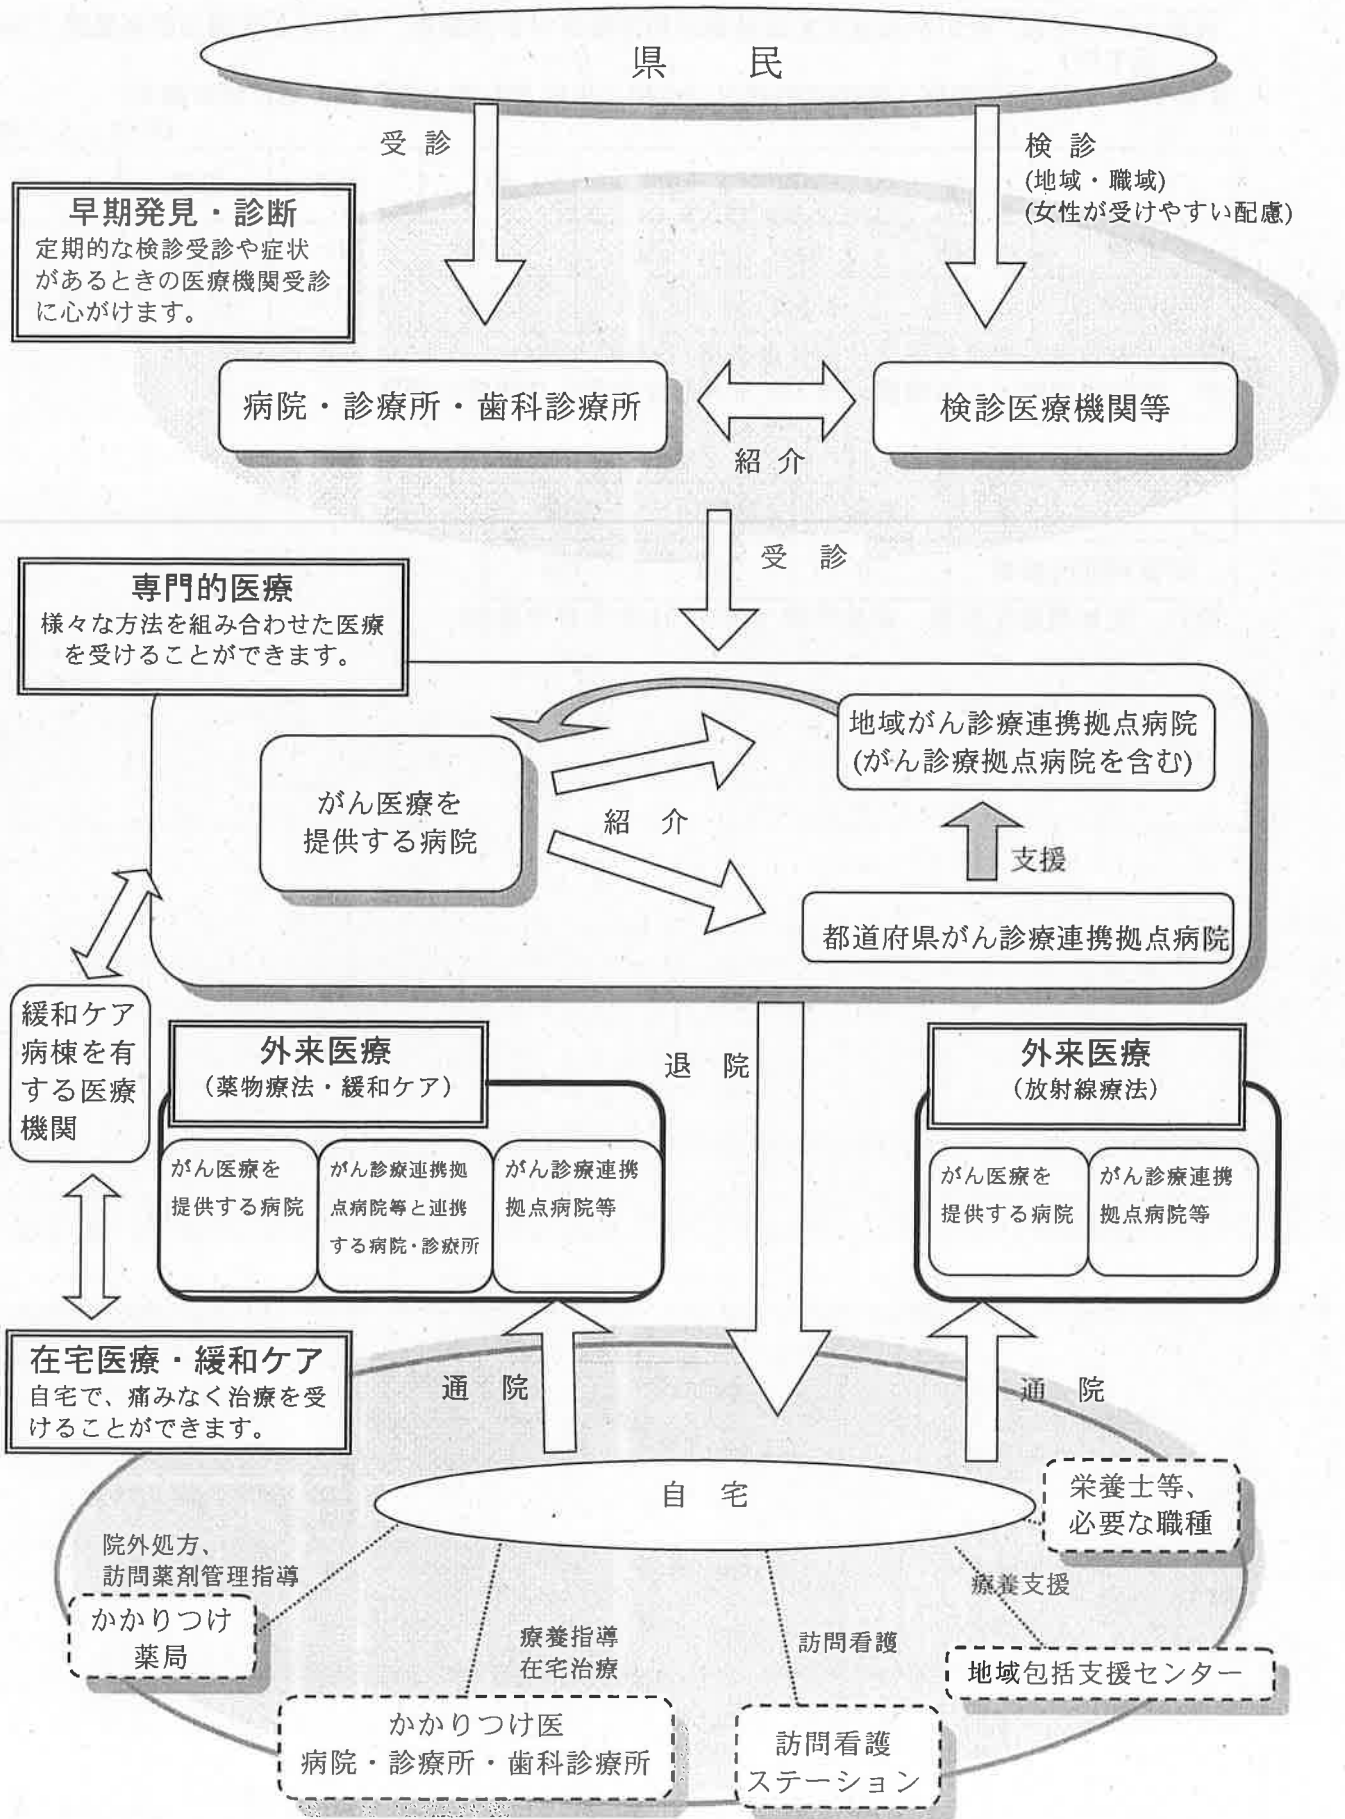 県　民
受 診
検 診
(地域・職域)
(女性が受けやすい配慮)
早期発見・診断
定期的な検診受診や症状
があるときの医療機関受診
に心がけます。
病院・診療所・歯科診療所
紹 介
検診医療機関等
受 診
専門的医療
様々な方法を組み合わせた医療
を受けることができます。
地域がん診療連携拠点病院
(がん診療拠点病院を含む)
がん医療を
提供する病院
紹 介
支援
都道府県がん診療連携拠点病院
緩和ケア
病棟を有
する医療
機関
外来医療
（薬物療法・緩和ケア）
がん医療を
提供する病院
がん診療連携拠
点病院等と連携
する病院・診療所
がん診療連携
拠点病院等
退 院
外来医療
（放射線療法）
がん医療を
提供する病院
がん診療連携
拠点病院等
在宅医療・緩和ケア
自宅で、痛みなく治療を受
けることができます。
通 院
通 院
自 宅
栄養士等、
必要な職種
院外処方、
訪問薬剤管理指導
かかりつけ
薬局
療養指導
在宅治療
訪問看護
療養支援
地域包括支援センター
かかりつけ医
病院・診療所・歯科診療所
訪問看護
ステーション